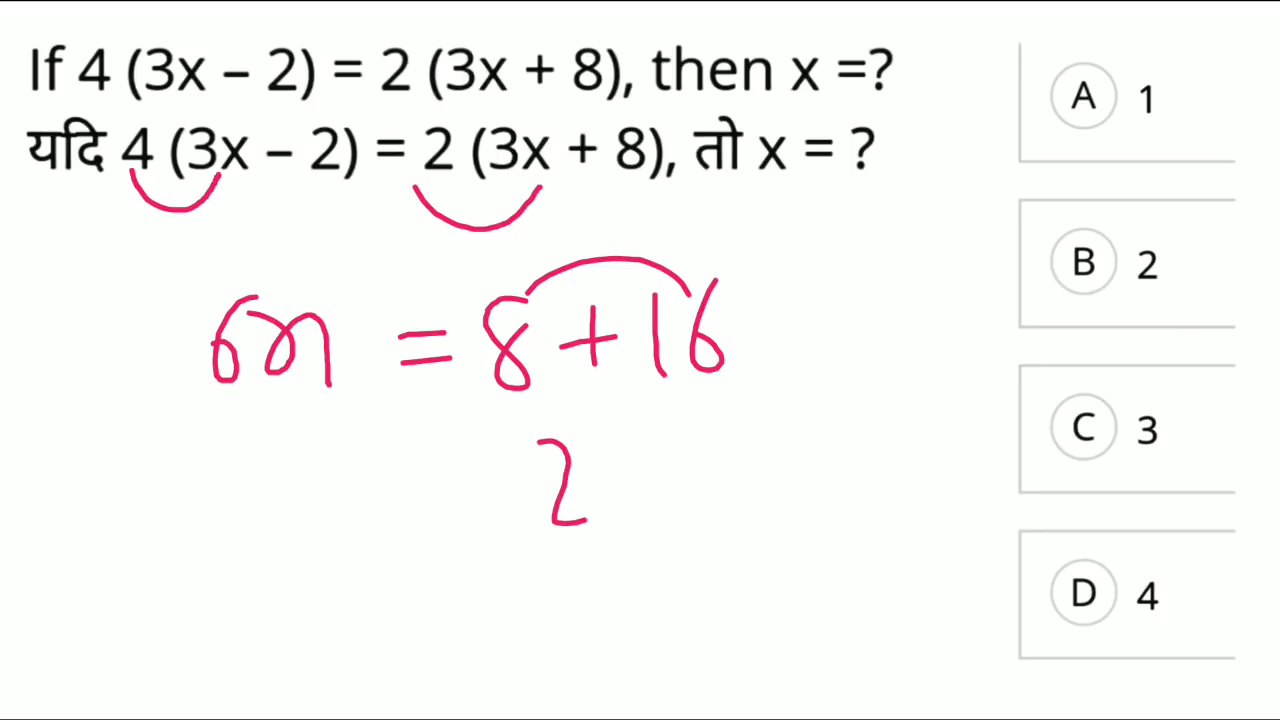 If 4 (3x – 2) = 2 (3x + 8), then x =?
यदि 4 (3x – 2) = 2 (3x + 8), तो x = ?
6x = 8 + 16
2
A 1
B 2
C 3
D 4